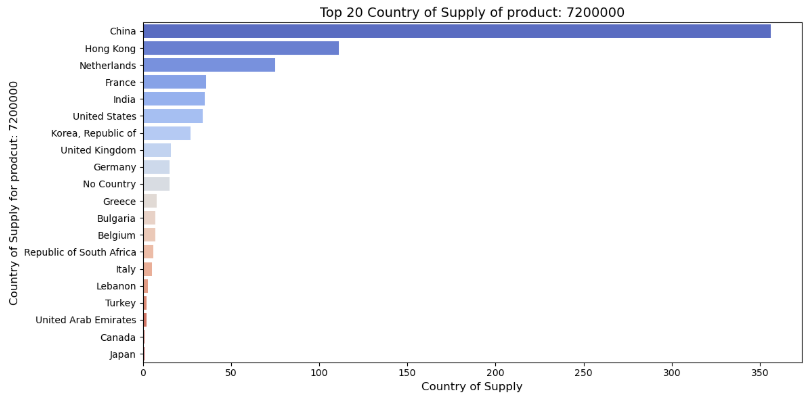 Top 20 Country of Supply of product: 7200000
Country of Supply for prodcut: 7200000
China
Hong Kong
Netherlands
France
India
United States
Korea, Republic of
United Kingdom
Germany
No Country
Greece
Bulgaria
Belgium
Republic of South Africa
Italy
Lebanon
Turkey
United Arab Emirates
Canada
Japan
0 50 100 150 200 250 300 350
Country of Supply